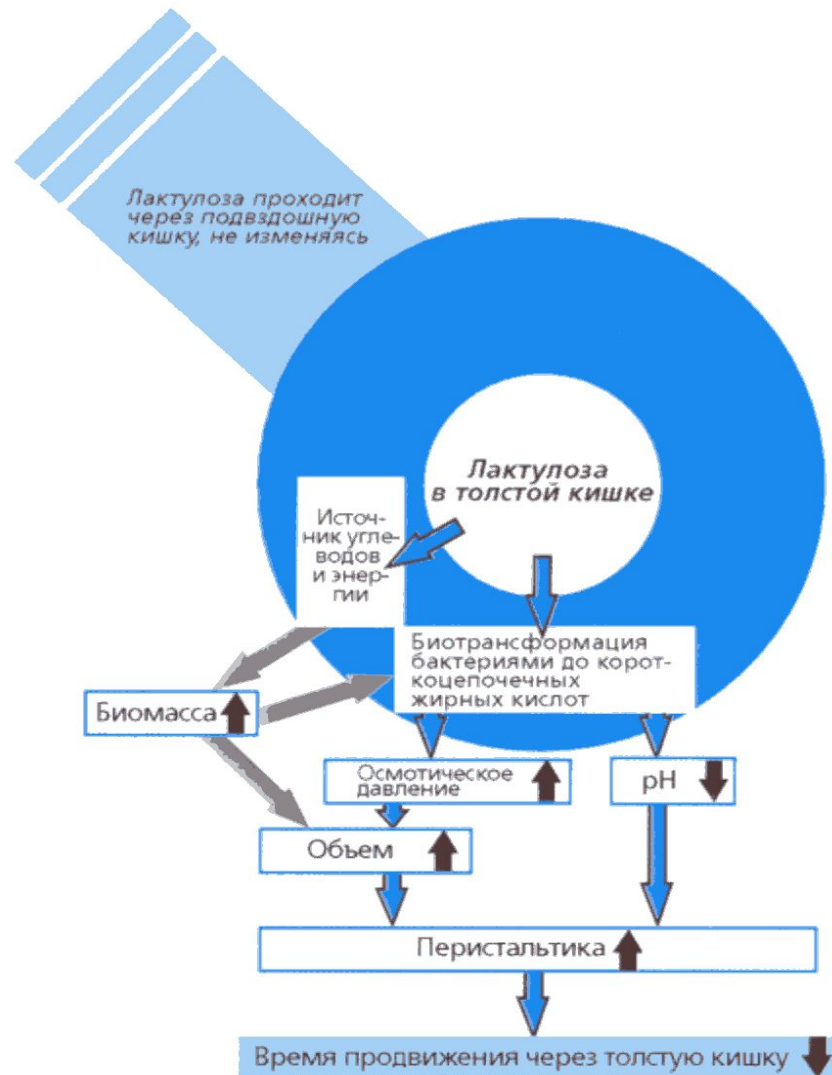 Лактулоза проходит
через подвздошную
кишку, не изменяясь
Лактулоза
в толстой кишке
Источ-
ник угле-
водов
и энер-
гии
Биотрансформация
бактериями до корот-
коцепочечных
жирных кислот
Биомасса
Осмотическое
давление
pH
Объем
Перистальтика
Время продвижения через толстую кишку